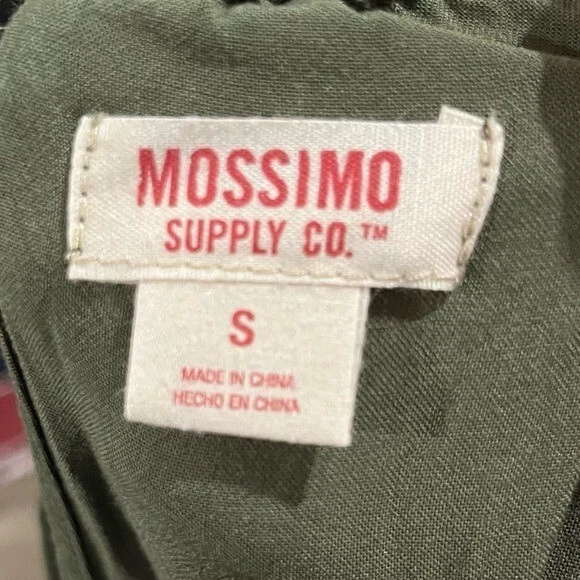 MOSSIMO
SUPPLY CO.™
S
MADE IN CHINA
HECHO EN CHINA